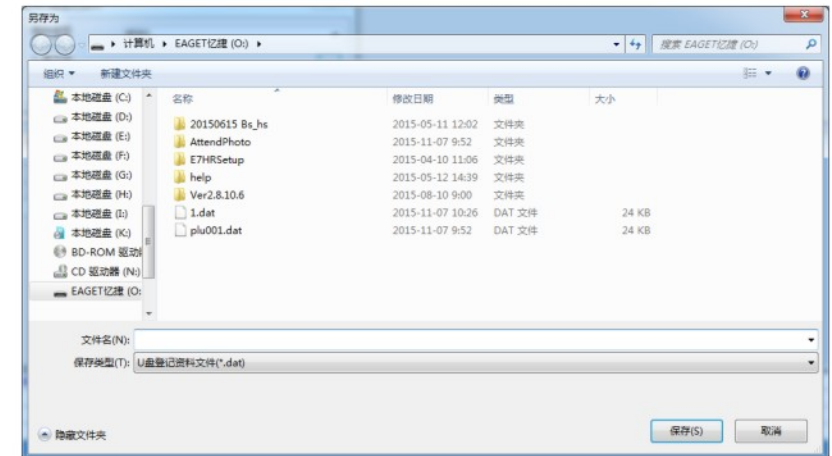 另存为
计算机 ▸ EAGET忆捷 (O:) ▸
搜索 EAGET忆捷 (O:)
组织 新建文件夹
名称 修改日期 类型 大小
本地磁盘 (C:)
本地磁盘 (D:)
本地磁盘 (E:)
本地磁盘 (F:)
本地磁盘 (G:)
本地磁盘 (H:)
本地磁盘 (I:)
本地磁盘 (K:)
BD-ROM 驱动
CD 驱动器 (N:)
EAGET忆捷 (O:
20150615 Bs_hs 2015-05-11 12:02 文件夹
AttendPhoto 2015-11-07 9:52 文件夹
E7HRSetup 2015-04-10 11:06 文件夹
help 2015-05-12 14:39 文件夹
Ver2.8.10.6 2015-08-10 9:00 文件夹
1.dat 2015-11-07 10:26 DAT 文件 24 KB
plu001.dat 2015-11-07 9:52 DAT 文件 24 KB
文件名(N):
保存类型(T): U盘登记资料文件(*.dat)
隐藏文件夹 保存(S) 取消